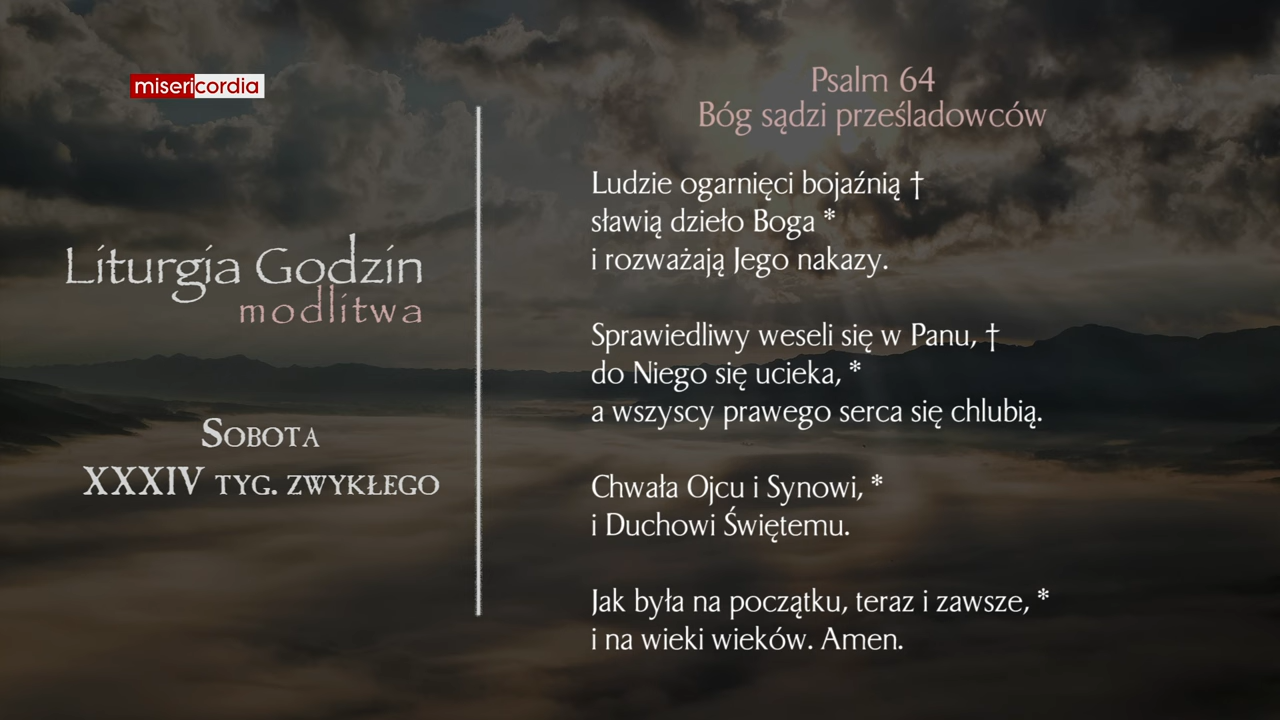 misericordia
Liturgia Godzin
modlitwa
Sobota
XXXIV tyg. zwykłego
Psalm 64
Bóg sądzi prześladowców
Ludzie ogarnięci bojaźnią †
sławią dzieło Boga *
i rozważają Jego nakazy.
Sprawiedliwy weseli się w Panu, †
do Niego się ucieka, *
a wszyscy prawego serca się chlubią.
Chwała Ojcu i Synowi, *
i Duchowi Świętemu.
Jak była na początku, teraz i zawsze, *
i na wieki wieków. Amen.